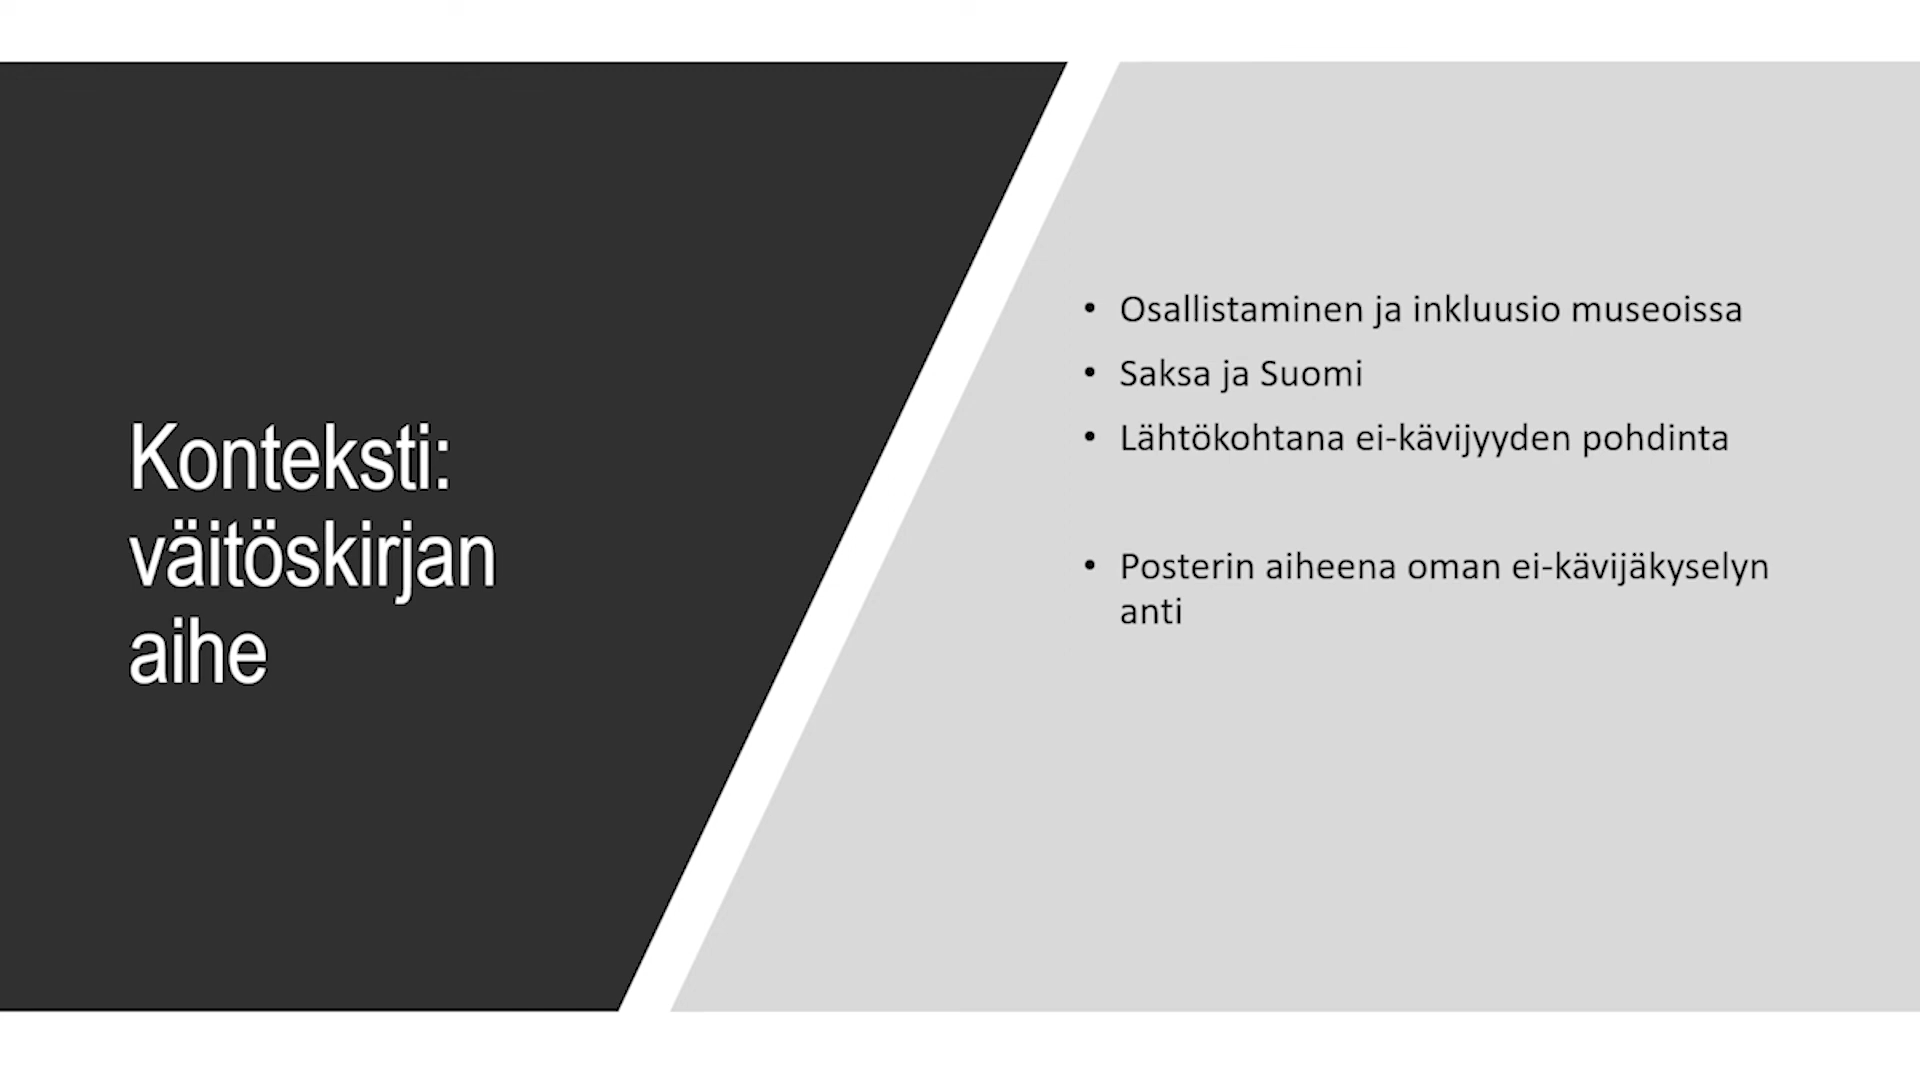 Konteksti:
väitöskirjan
aihe
• Osallistaminen ja inkluusio museoissa
• Saksa ja Suomi
• Lähtökohtana ei-kävijyyden pohdinta
• Posterin aiheena oman ei-kävijäkyselyn
anti